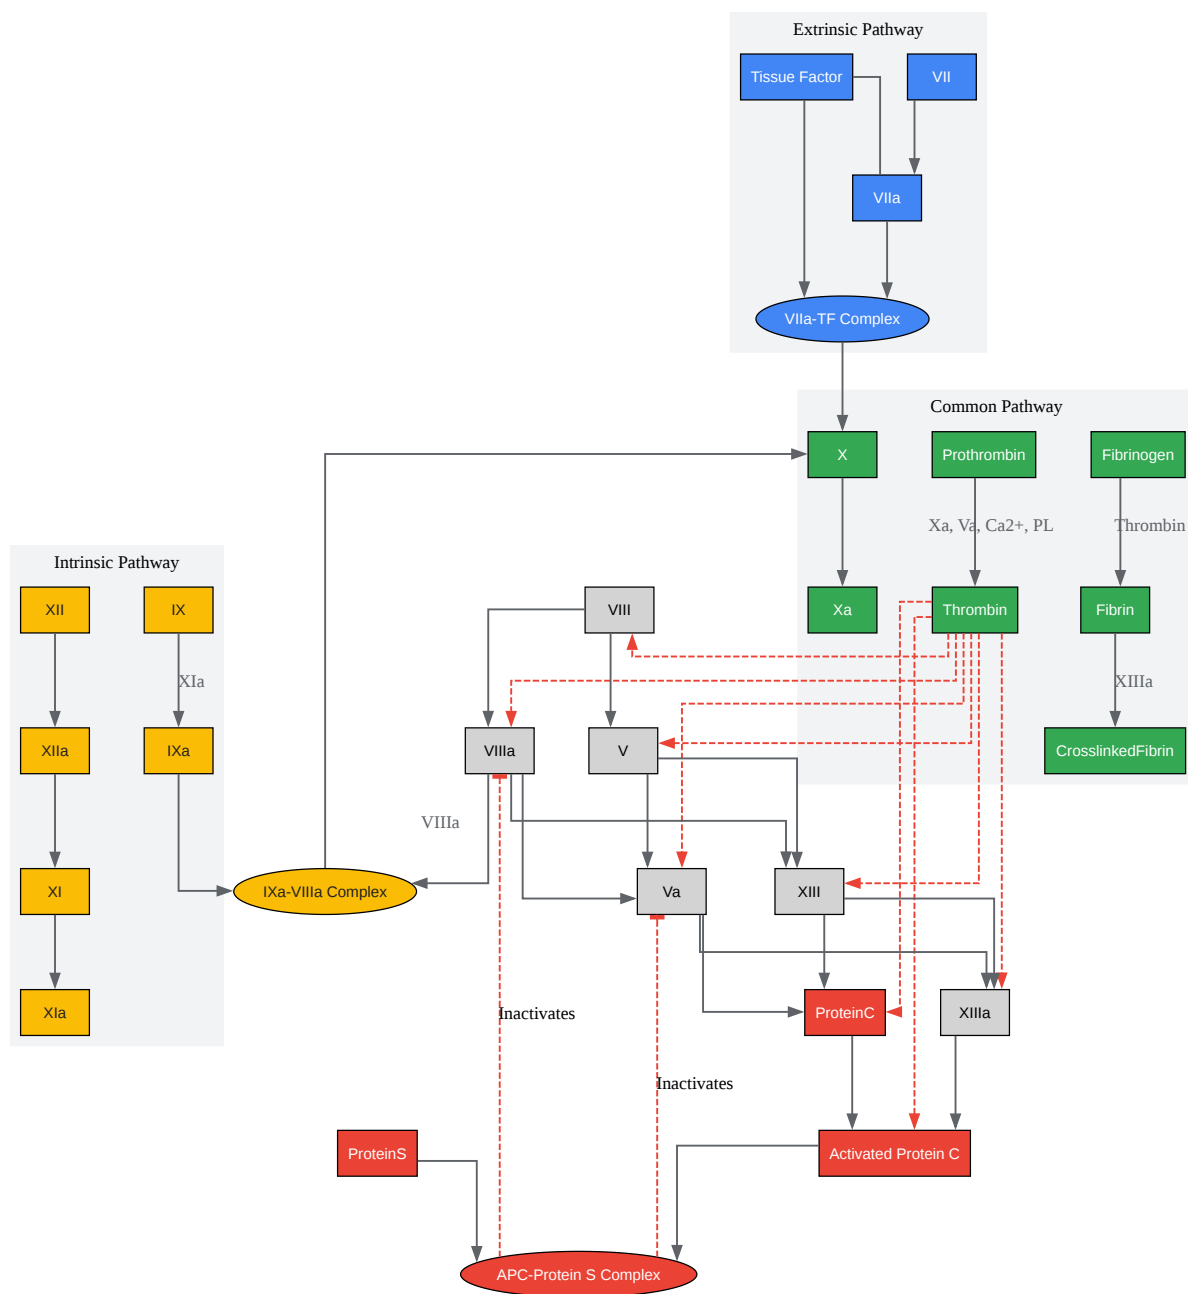 Extrinsic Pathway
Tissue Factor
VII
VIIa
VIIa-TF Complex
Common Pathway
X
Prothrombin
Fibrinogen
Xa, Va, Ca2+, PL
Thrombin
Intrinsic Pathway
XII
IX
VIII
Xa
Thrombin
Fibrin
XIa
XIIIa
XIIa
IXa
VIIIa
V
CrosslinkedFibrin
VIIIa
XI
IXa-VIIIa Complex
Va
XIII
XIa
Inactivates
ProteinC
XIIIa
Inactivates
ProteinS
Activated Protein C
APC-Protein S Complex